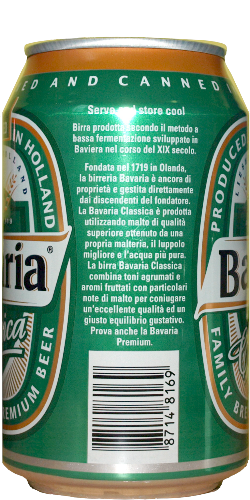 ED AND CANNED
Serve and store cool
Birra prodotta secondo il metodo a
bassa fermentazione sviluppato in
Baviera nel corso del XIX secolo.
Fondata nel 1719 in Olanda,
la birreria Bavaria è ancora di
proprietà e gestita direttamente
dai discendenti del fondatore.
La Bavaria Classica è prodotta
utilizzando malto di qualità
superiore ottenuto da una
propria malteria, il luppolo
migliore e l'acqua più pura.
La birra Bavaria Classica
combina toni agrumati e
aromi fruttati con particolari
note di malto per coniugare
un'eccellente qualità ed un
giusto equilibrio gustativo.
Prova anche la Bavaria
Premium.
8714 8169
IN HOLLAND
varia®
ica
PREMIUM BEER
PRODUCED
Ba
FAMILY BR